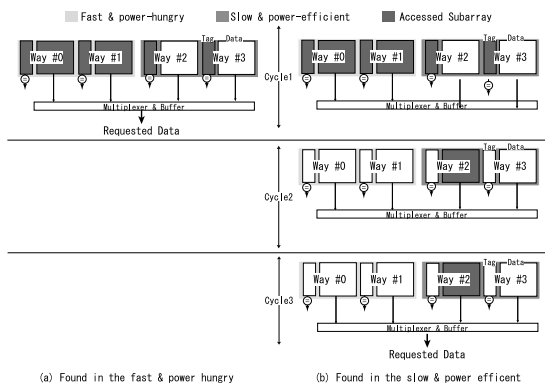 Fast & power-hungry Slow & power-efficient Accessed Subarray
Tag Data
Way #0 Way #1 Way #2 Way #3
= = = =
Multiplexer & Buffer
Requested Data
Cycle1
Tag Data
Way #0 Way #1 Way #2 Way #3
= = = =
Multiplexer & Buffer
Cycle2
Tag Data
Way #0 Way #1 Way #2 Way #3
= = = =
Multiplexer & Buffer
Cycle3
Tag Data
Way #0 Way #1 Way #2 Way #3
= = = =
Multiplexer & Buffer
Requested Data
(a) Found in the fast & power hungry (b) Found in the slow & power efficent